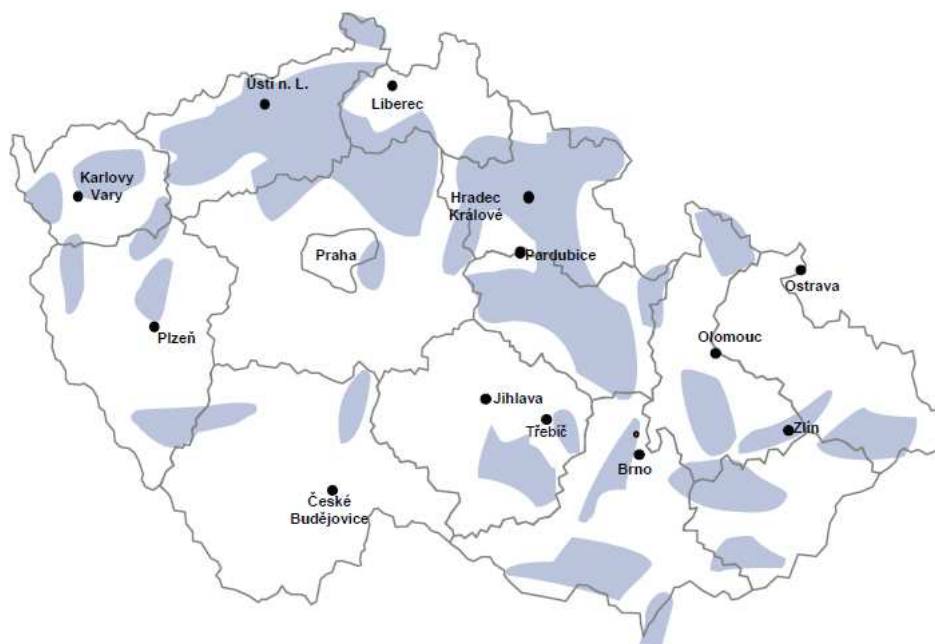 Ústí n. L.
Liberec
Karlovy
Vary
Hradec
Králové
Praha
Pardubice
Ostrava
Plzeň
Olomouc
Jihlava
Třebíč
Zlín
Brno
České
Budějovice